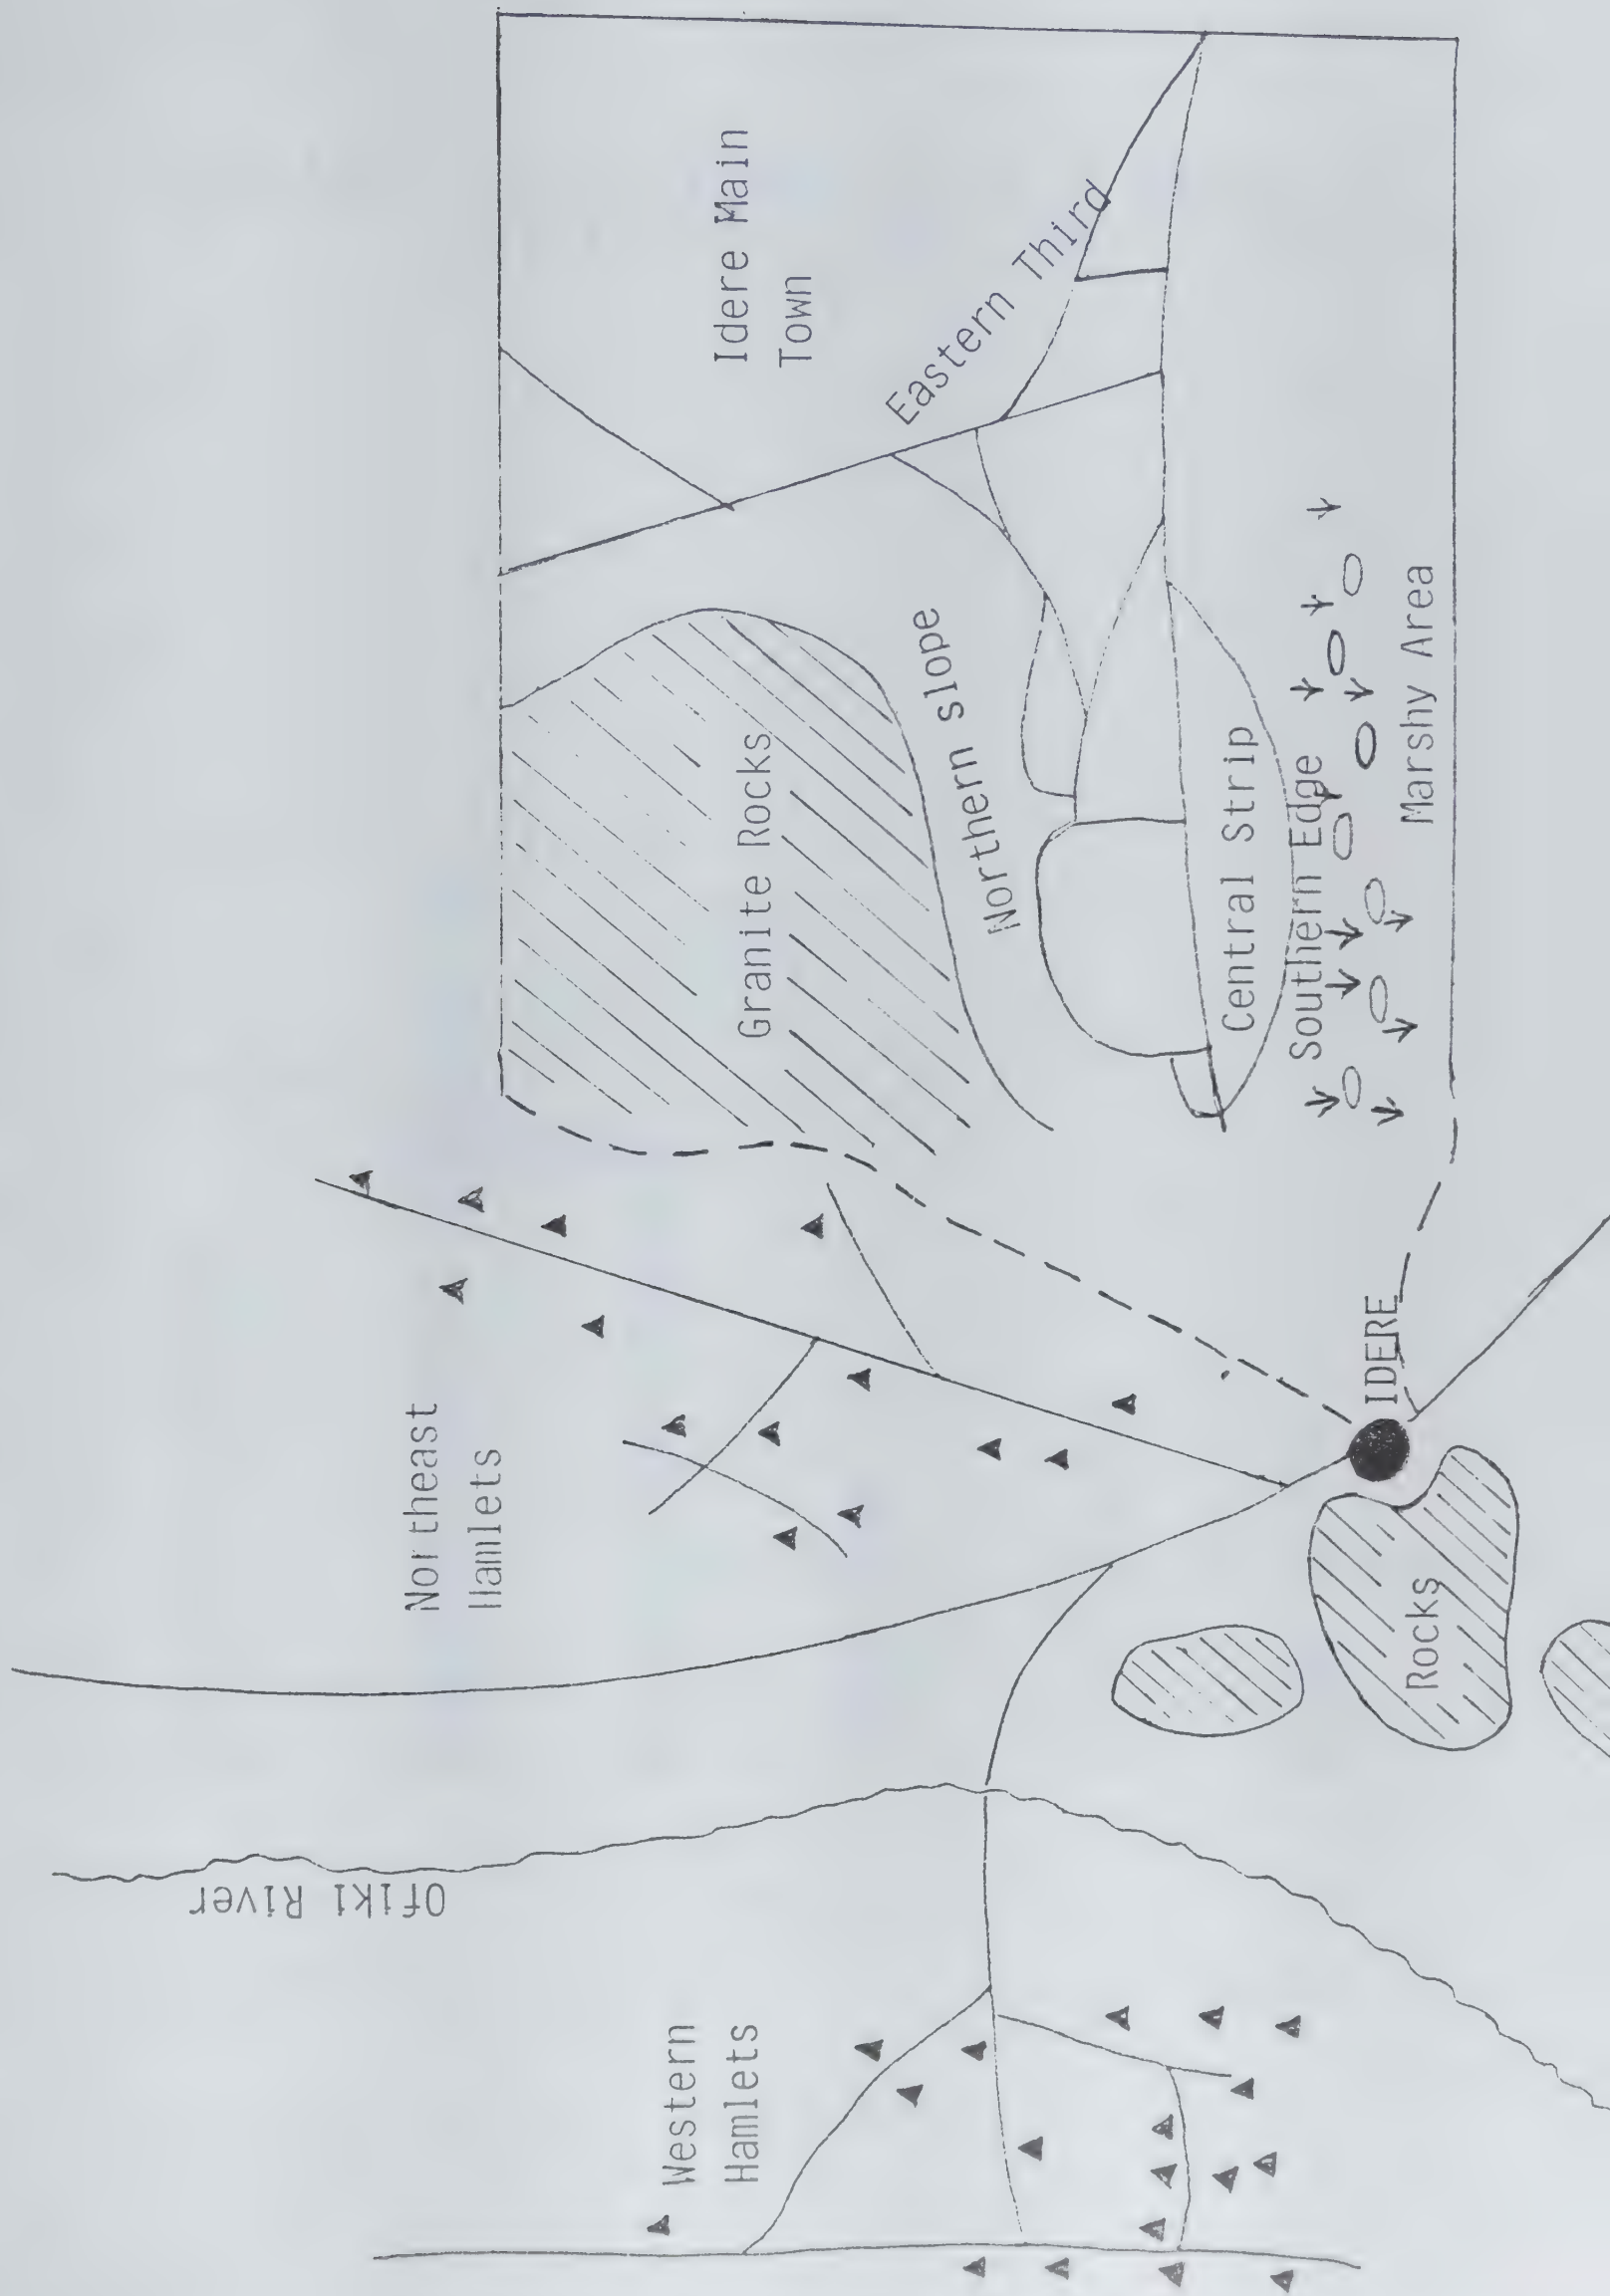 Western
Hamlets
Ofiki River
Northeast
Hamlets
Rocks
IDERE
Idere Main
Town
Granite Rocks
Northern slope
Eastern Third
Central Strip
Southern Edge
Marshy Area